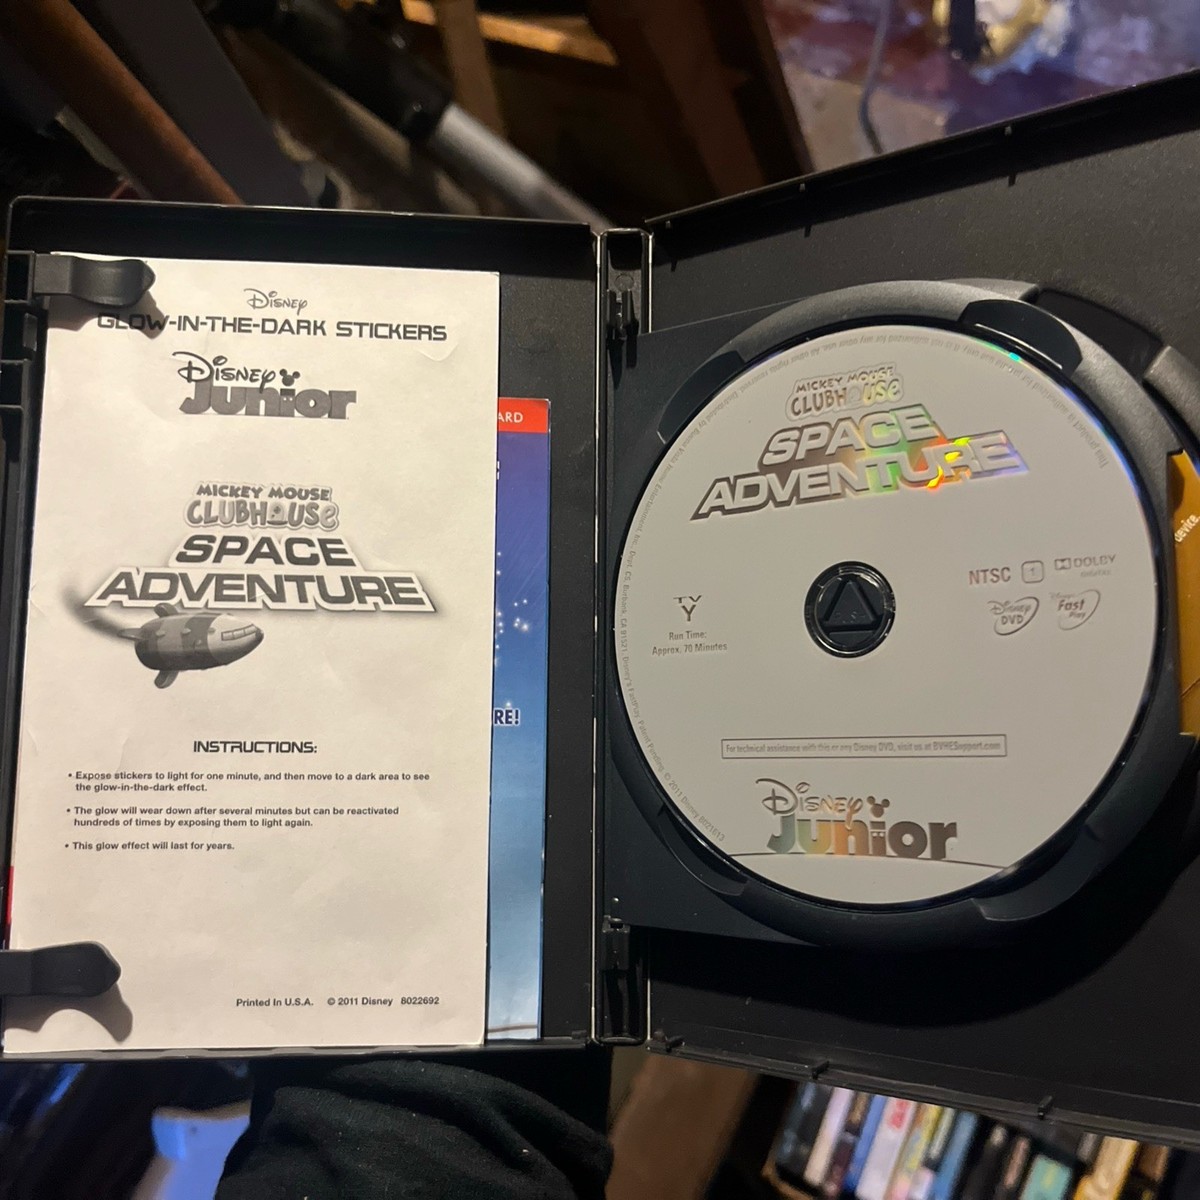 Disney
GLOW-IN-THE-DARK STICKERS
Disney
Junior
MICKEY MOUSE
CLUBHOUSE
SPACE
ADVENTURE
INSTRUCTIONS:
• Expose stickers to light for one minute, and then move to a dark area to see
the glow-in-the-dark effect.
• The glow will wear down after several minutes but can be reactivated
hundreds of times by exposing them to light again.
• This glow effect will last for years.
Printed In U.S.A. © 2011 Disney 8022692
ARD
RE!
MICKEY MOUSE
CLUBHOUSE
SPACE
ADVENTURE
NTSC 1 DOLBY
DIGITAL
TV
Y
Run Time:
Approx. 70 Minutes
Disney
DVD
Disney's
Fast
Play
For technical assistance with this or any Disney DVD, visit us at BVHESupport.com
Disney
Junior
device.